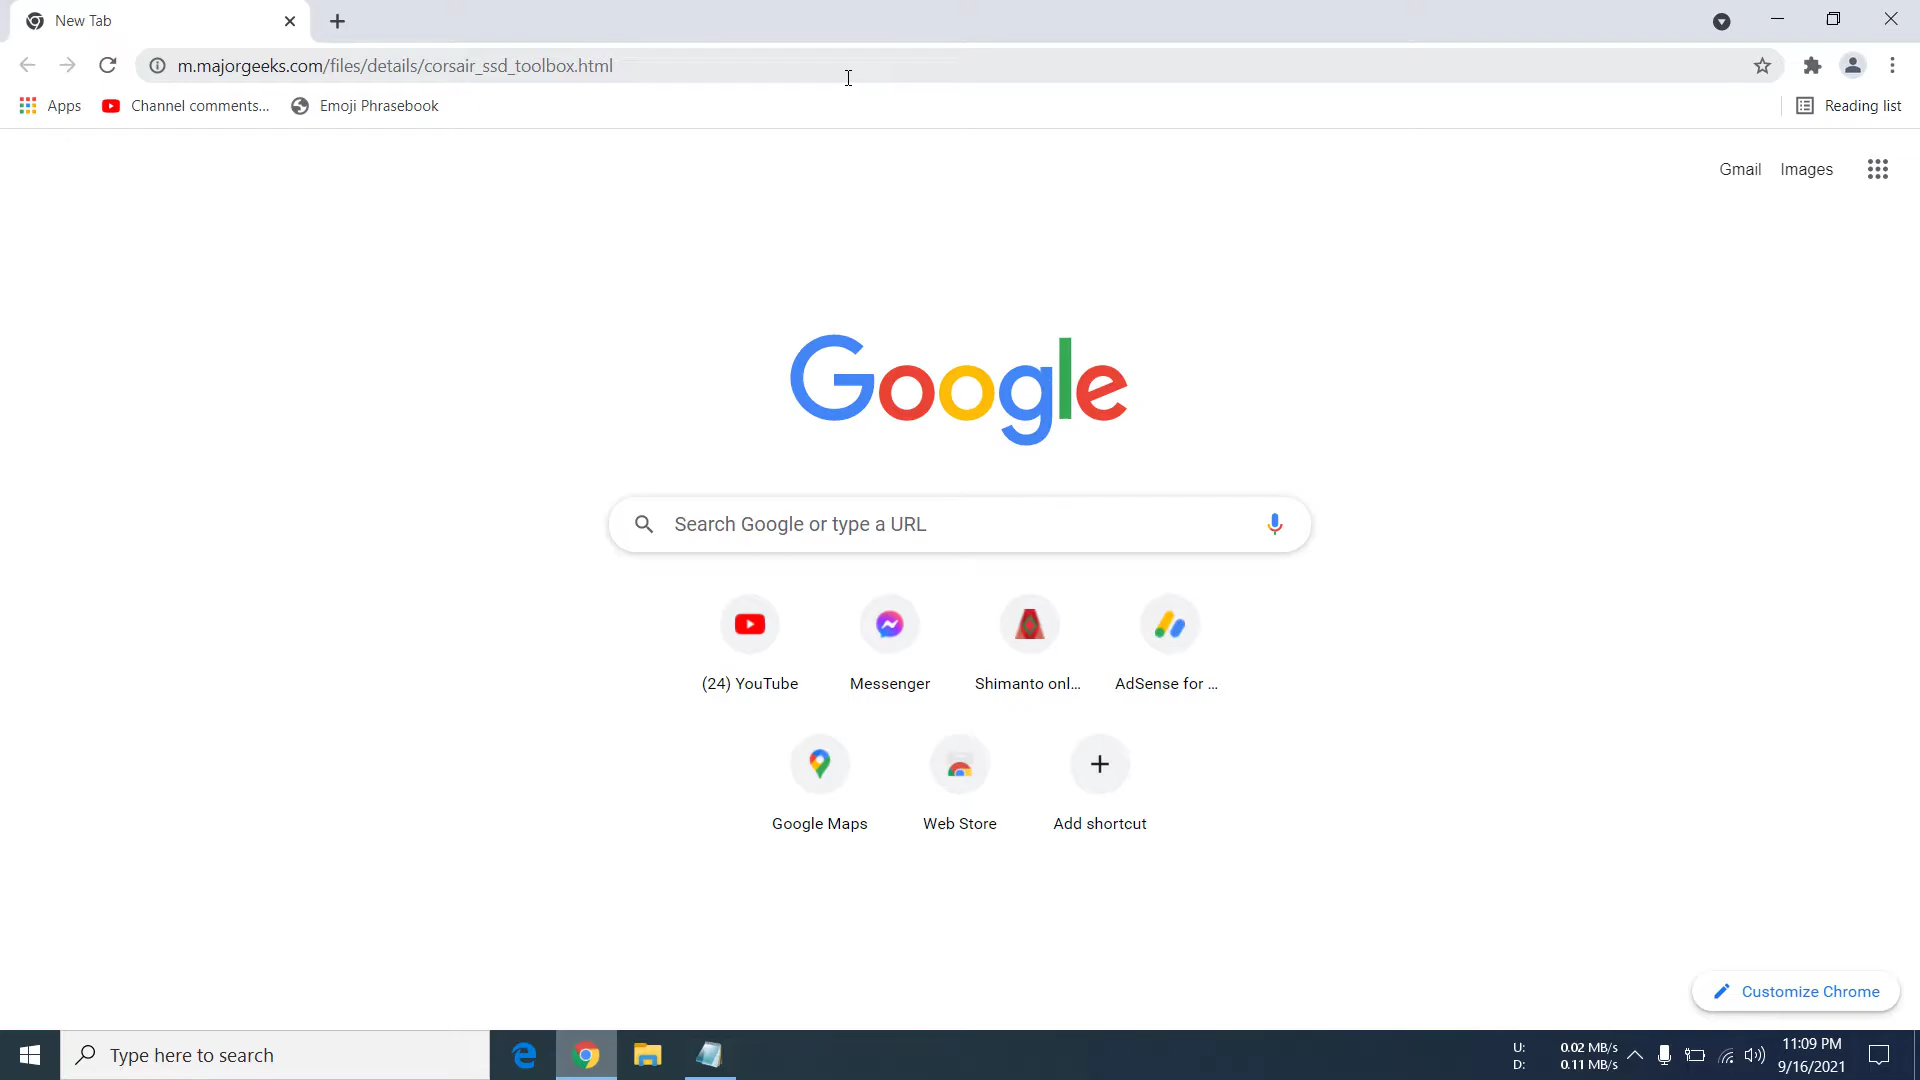 New Tab
m.majorgeeks.com/files/details/corsair_ssd_toolbox.html
Apps
Channel comments...
Emoji Phrasebook
Reading list
Gmail
Images
Google
Search Google or type a URL
(24) YouTube
Messenger
Shimanto onl...
AdSense for ...
Google Maps
Web Store
Add shortcut
Customize Chrome
Type here to search
U: 0.02 MB/s
D: 0.11 MB/s
11:09 PM
9/16/2021